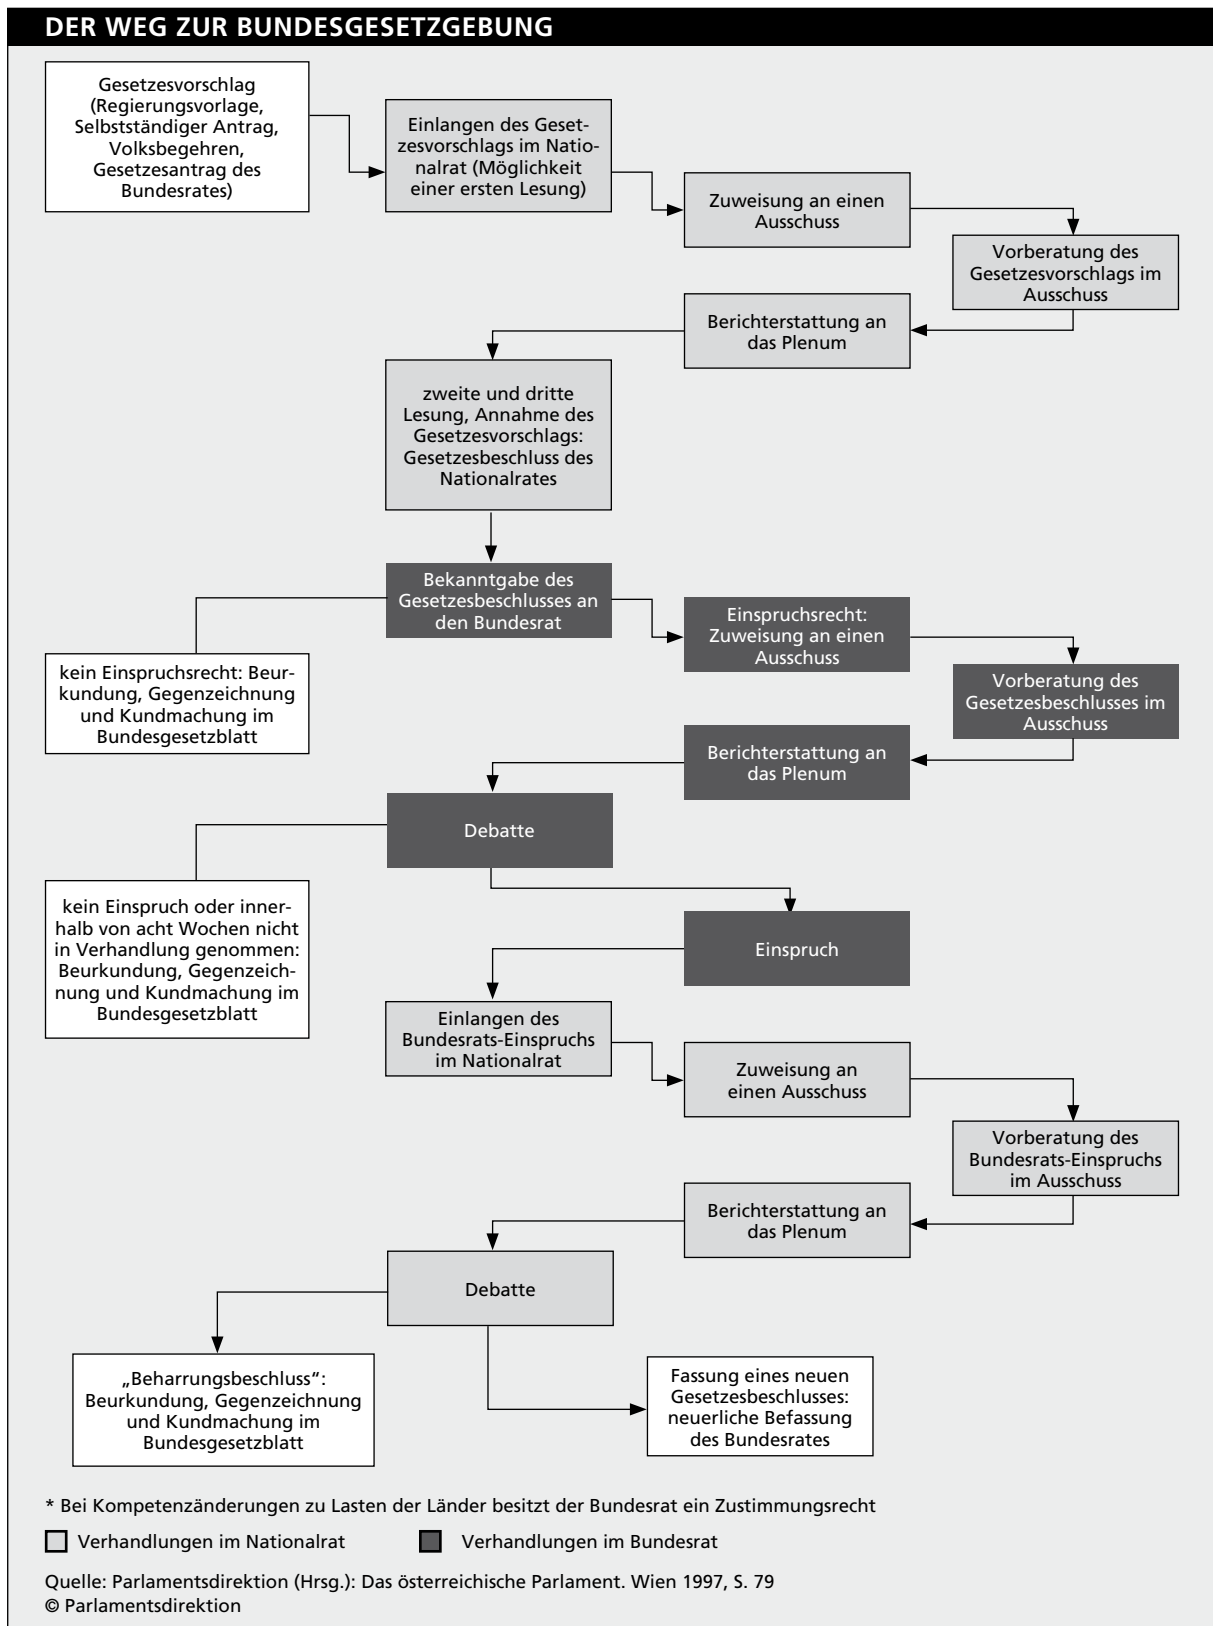 DER WEG ZUR BUNDESGESETZGEBUNG
Gesetzesvorschlag
(Regierungsvorlage,
Selbstständiger Antrag,
Volksbegehren,
Gesetzesantrag des
Bundesrates)
Einlangen des Geset-
zesvorschlags im Natio-
nalrat (Möglichkeit
einer ersten Lesung)
Zuweisung an einen
Ausschuss
Vorberatung des
Gesetzesvorschlags im
Ausschuss
Berichterstattung an
das Plenum
zweite und dritte
Lesung, Annahme des
Gesetzesvorschlags:
Gesetzesbeschluss des
Nationalrates
Bekanntgabe des
Gesetzesbeschlusses an
den Bundesrat
kein Einspruchsrecht: Beur-
kundung, Gegenzeichnung
und Kundmachung im
Bundesgesetzblatt
Einspruchsrecht:
Zuweisung an einen
Ausschuss
Vorberatung des
Gesetzesbeschlusses im
Ausschuss
Berichterstattung an
das Plenum
Debatte
kein Einspruch oder inner-
halb von acht Wochen nicht
in Verhandlung genommen:
Beurkundung, Gegenzeich-
nung und Kundmachung im
Bundesgesetzblatt
Einspruch
Einlangen des
Bundesrats-Einspruchs
im Nationalrat
Zuweisung an
einen Ausschuss
Vorberatung des
Bundesrats-Einspruchs
im Ausschuss
Berichterstattung an
das Plenum
Debatte
„Beharrungsbeschluss“:
Beurkundung, Gegenzeichnung
und Kundmachung im
Bundesgesetzblatt
Fassung eines neuen
Gesetzesbeschlusses:
neuerliche Befassung
des Bundesrates
* Bei Kompetenzänderungen zu Lasten der Länder besitzt der Bundesrat ein Zustimmungsrecht
Verhandlungen im Nationalrat
Verhandlungen im Bundesrat
Quelle: Parlamentsdirektion (Hrsg.): Das österreichische Parlament. Wien 1997, S. 79
© Parlamentsdirektion